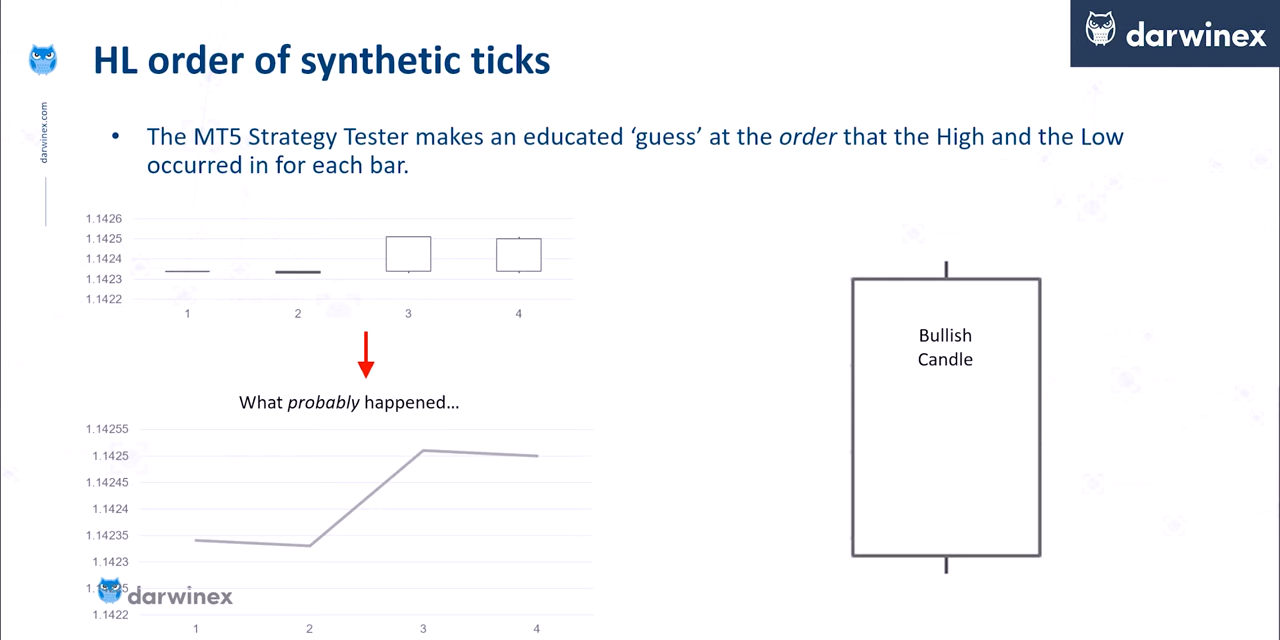 darwinex
HL order of synthetic ticks
darwinex.com
• The MT5 Strategy Tester makes an educated ‘guess’ at the order that the High and the Low
occurred in for each bar.
1.1426
1.1425
1.1424
1.1423
1.1422
1 2 3 4
What probably happened...
1.14255
1.1425
1.14245
1.1424
1.14235
1.1423
1.1422
1 2 3 4
darwinex
Bullish
Candle